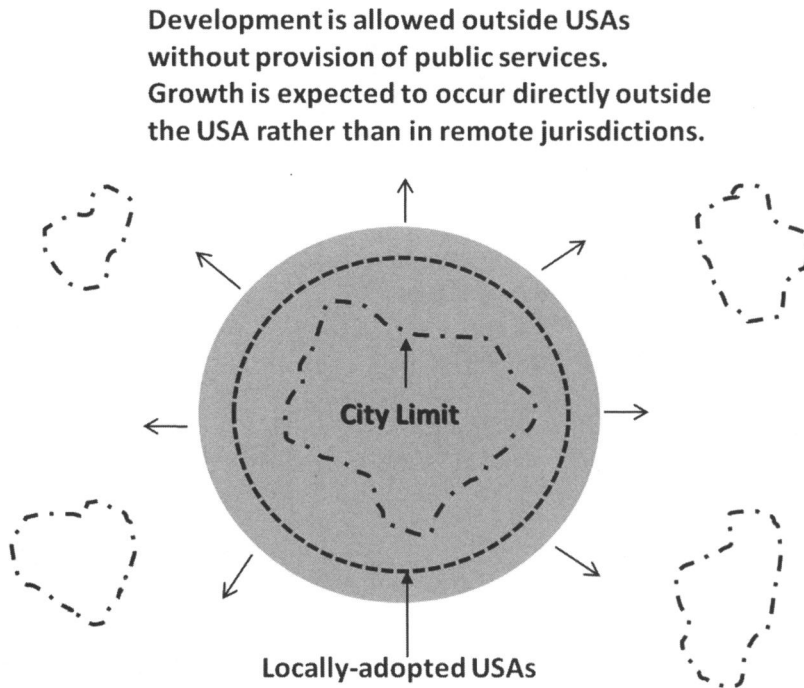 Development is allowed outside USAs
without provision of public services.
Growth is expected to occur directly outside
the USA rather than in remote jurisdictions.
City Limit
Locally-adopted USAs